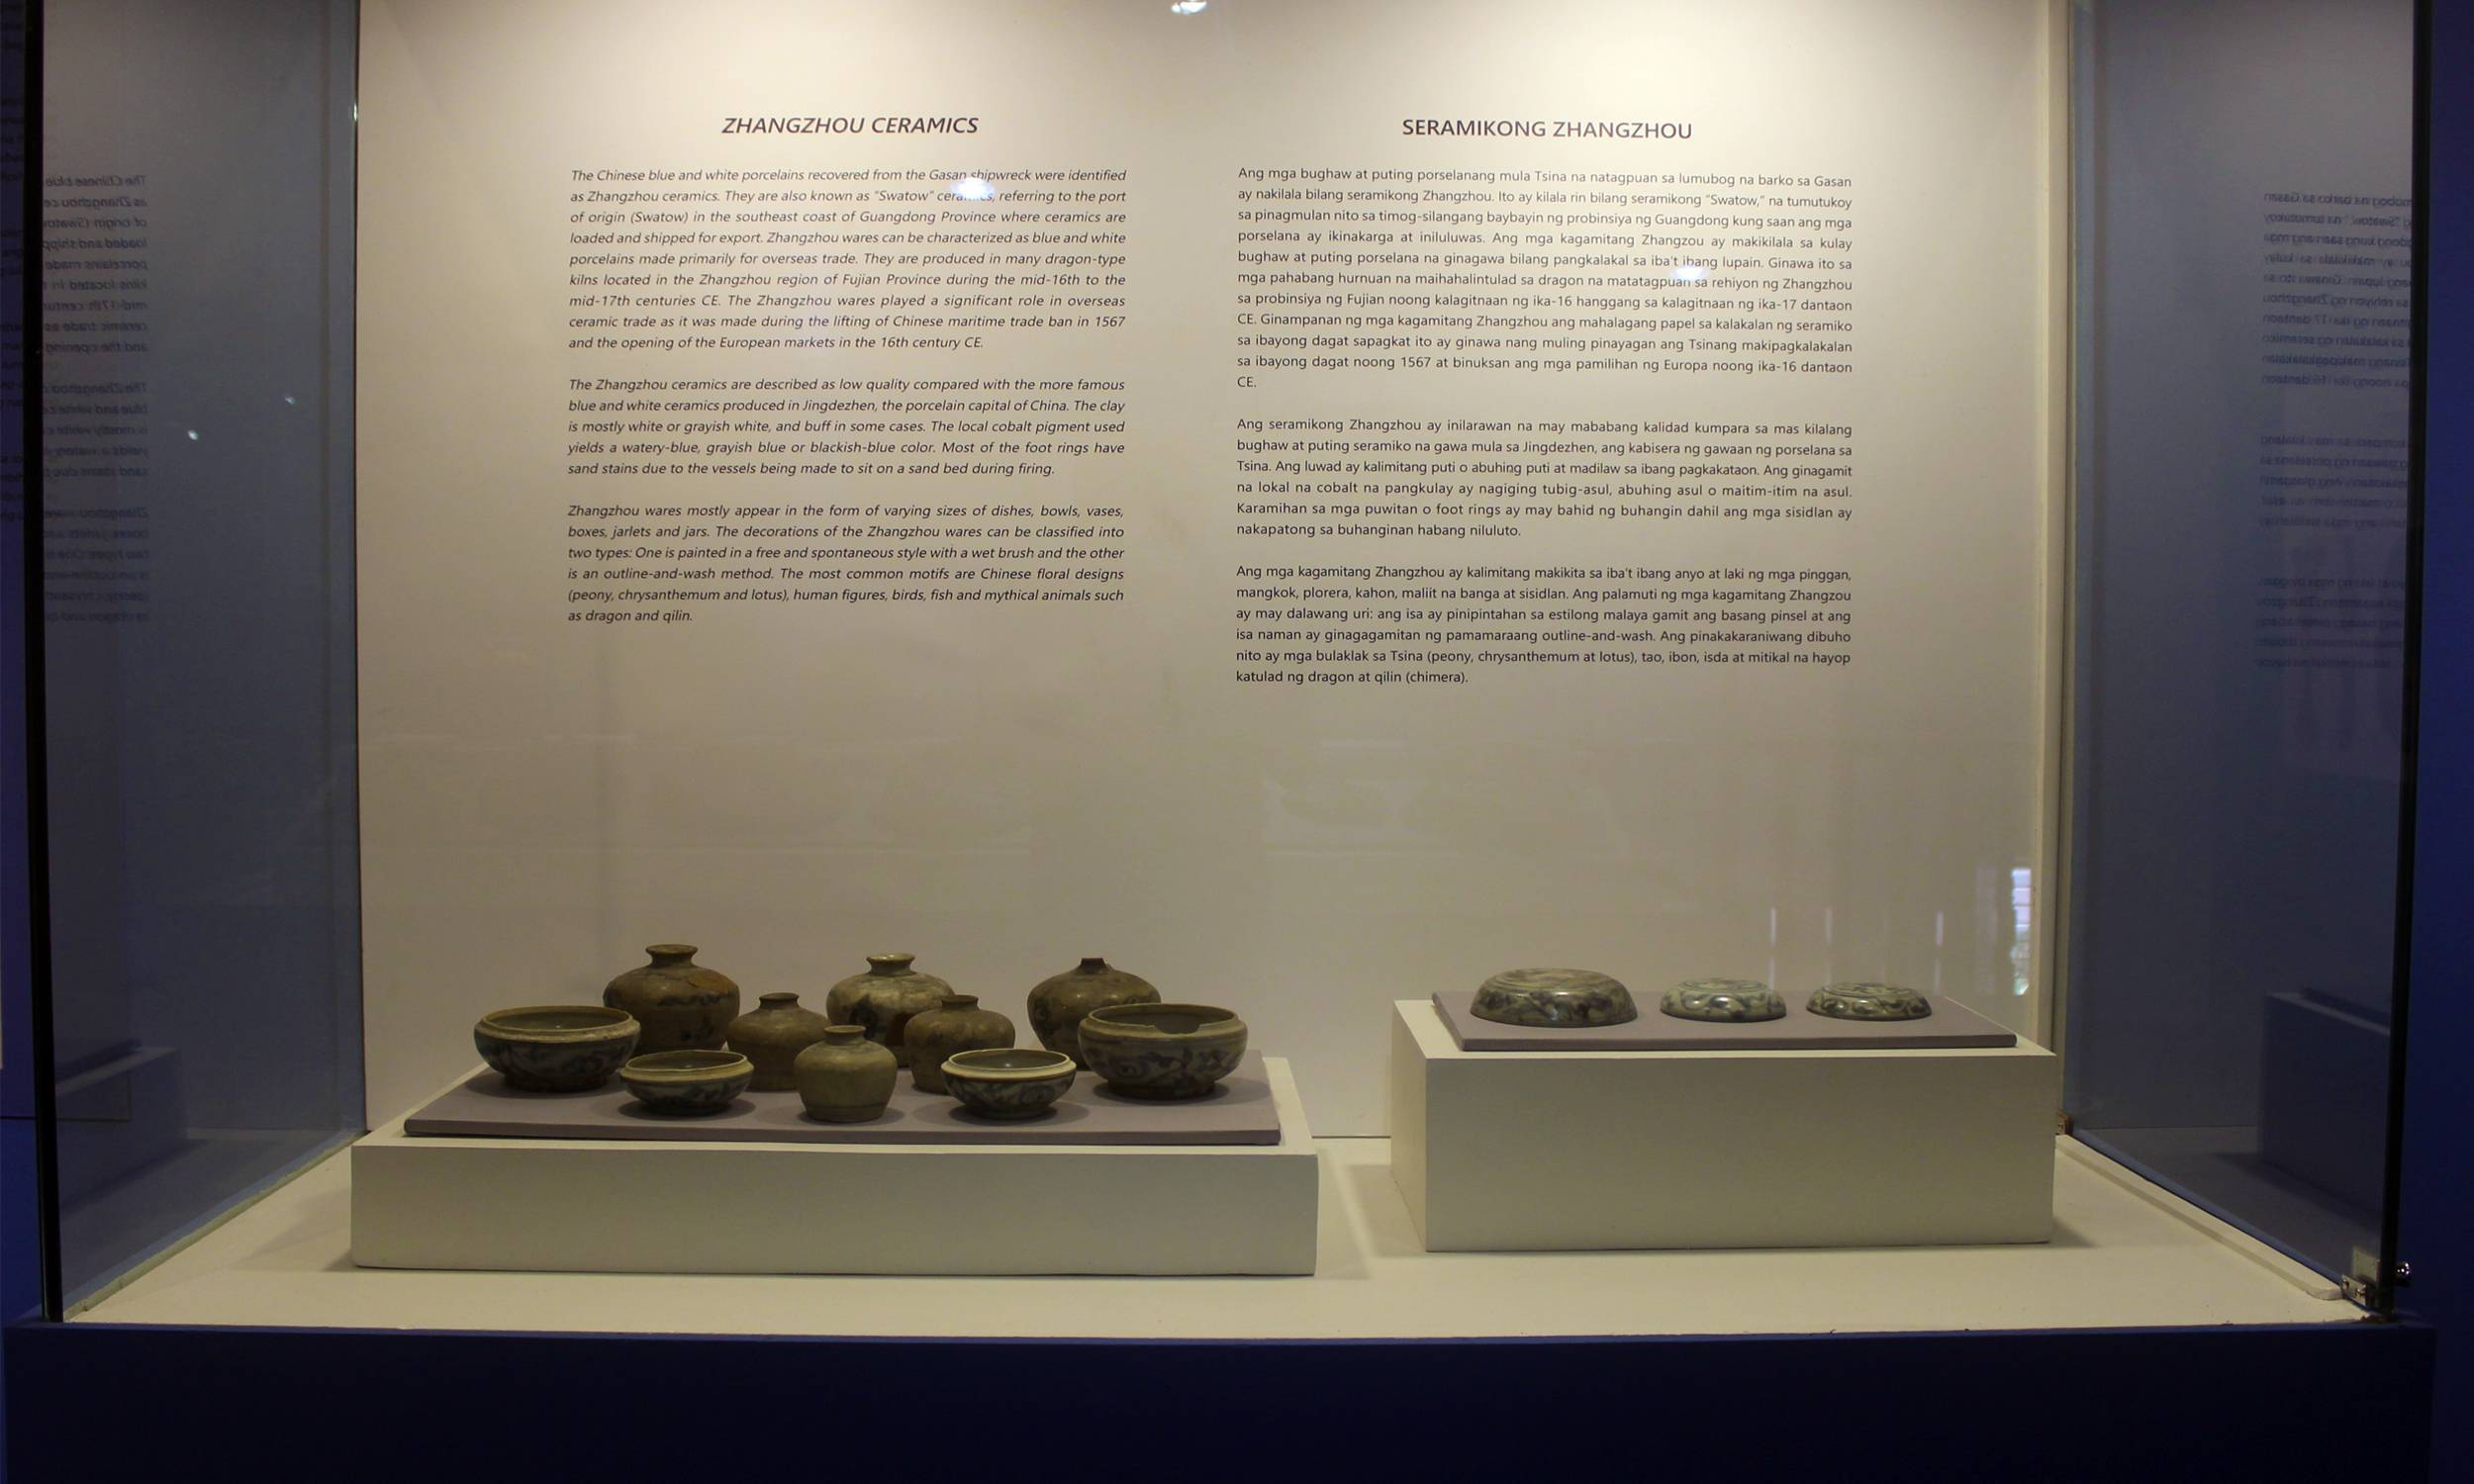 ZHANGZHOU CERAMICS
The Chinese blue and white porcelains recovered from the Gasan shipwreck were identified
as Zhangzhou ceramics. They are also known as "Swatow" ceramics, referring to the port
of origin (Swatow) in the southeast coast of Guangdong Province where ceramics are
loaded and shipped for export. Zhangzhou wares can be characterized as blue and white
porcelains made primarily for overseas trade. They are produced in many dragon-type
kilns located in the Zhangzhou region of Fujian Province during the mid-16th to the
mid-17th centuries CE. The Zhangzhou wares played a significant role in overseas
ceramic trade as it was made during the lifting of Chinese maritime trade ban in 1567
and the opening of the European markets in the 16th century CE.
The Zhangzhou ceramics are described as low quality compared with the more famous
blue and white ceramics produced in Jingdezhen, the porcelain capital of China. The clay
is mostly white or grayish white, and buff in some cases. The local cobalt pigment used
yields a watery-blue, grayish blue or blackish-blue color. Most of the foot rings have
sand stains due to the vessels being made to sit on a sand bed during firing.
Zhangzhou wares mostly appear in the form of varying sizes of dishes, bowls, vases,
boxes, jarlets and jars. The decorations of the Zhangzhou wares can be classified into
two types: One is painted in a free and spontaneous style with a wet brush and the other
is an outline-and-wash method. The most common motifs are Chinese floral designs
(peony, chrysanthemum and lotus), human figures, birds, fish and mythical animals such
as dragon and qilin.
SERAMIKONG ZHANGZHOU
Ang mga bughaw at puting porselanang mula Tsina na natagpuan sa lumubog na barko sa Gasan
ay nakilala bilang seramikong Zhangzhou. Ito ay kilala rin bilang seramikong "Swatow," na tumutukoy
sa pinagmulan nito sa timog-silangang baybayin ng probinsiya ng Guangdong kung saan ang mga
porselana ay ikinakarga at iniluluwas. Ang mga kagamitang Zhangzou ay makikilala sa kulay
bughaw at puting porselana na ginagawa bilang pangkalakal sa iba't ibang lupain. Ginawa ito sa
mga pahabang hurnuan na maihahalintulad sa dragon na matatagpuan sa rehiyon ng Zhangzhou
sa probinsiya ng Fujian noong kalagitnaan ng ika-16 hanggang sa kalagitnaan ng ika-17 dantaon
CE. Ginampanan ng mga kagamitang Zhangzhou ang mahalagang papel sa kalakalan ng seramiko
sa ibayong dagat sapagkat ito ay ginawa nang muling pinayagan ang Tsinang makipagkalakalan
sa ibayong dagat noong 1567 at binuksan ang mga pamilihan ng Europa noong ika-16 dantaon
CE.
Ang seramikong Zhangzhou ay inilarawan na may mababang kalidad kumpara sa mas kilalang
bughaw at puting seramiko na gawa mula sa Jingdezhen, ang kabisera ng gawaan ng porselana sa
Tsina. Ang luwad ay kalimitang puti o abuhing puti at madilaw sa ibang pagkakataon. Ang ginagamit
na lokal na cobalt na pangkulay ay nagiging tubig-asul, abuhing asul o maitim-itim na asul.
Karamihan sa mga puwitan o foot rings ay may bahid ng buhangin dahil ang mga sisidlan ay
nakapatong sa buhanginan habang niluluto.
Ang mga kagamitang Zhangzhou ay kalimitang makikita sa iba't ibang anyo at laki ng mga pinggan,
mangkok, plorera, kahon, maliit na banga at sisidlan. Ang palamuti ng mga kagamitang Zhangzou
ay may dalawang uri: ang isa ay pinipintahan sa estilong malaya gamit ang basang pinsel at ang
isa naman ay ginagagamitan ng pamamaraang outline-and-wash. Ang pinakakaraniwang dibuho
nito ay mga bulaklak sa Tsina (peony, chrysanthemum at lotus), tao, ibon, isda at mitikal na hayop
katulad ng dragon at qilin (chimera).